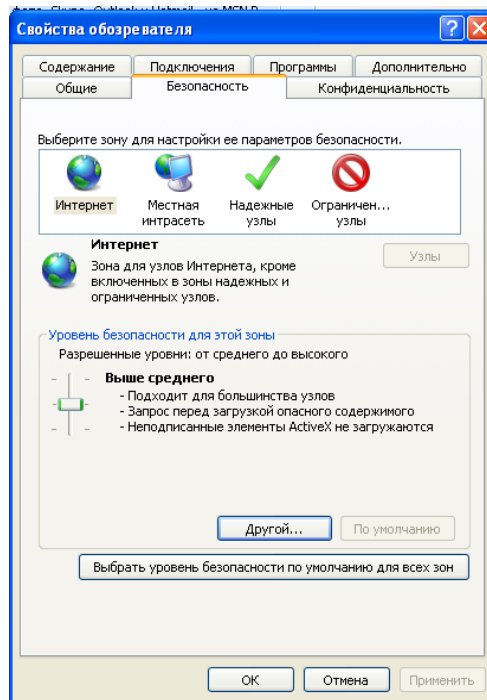 Свойства обозревателя
Содержание Подключения Программы Дополнительно
Общие Безопасность Конфиденциальность
Выберите зону для настройки ее параметров безопасности.
Интернет Местная интрасеть Надежные узлы Ограничен... узлы
Интернет
Зона для узлов Интернета, кроме
включенных в зоны надежных и
ограниченных узлов.
Узлы
Уровень безопасности для этой зоны
Разрешенные уровни: от среднего до высокого
Выше среднего
- Подходит для большинства узлов
- Запрос перед загрузкой опасного содержимого
- Неподписанные элементы ActiveX не загружаются
Другой... По умолчанию
Выбрать уровень безопасности по умолчанию для всех зон
OK Отмена Применить